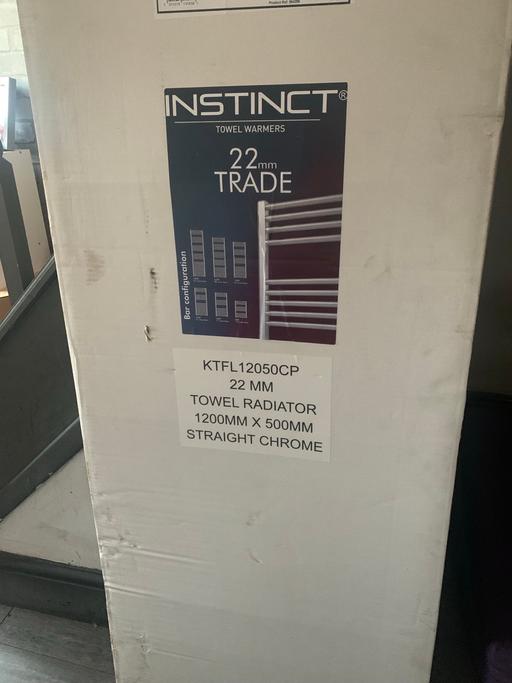 INSTINCT®
TOWEL WARMERS
22mm
TRADE
Bar configuration
KTFL12050CP
22 MM
TOWEL RADIATOR
1200MM X 500MM
STRAIGHT CHROME